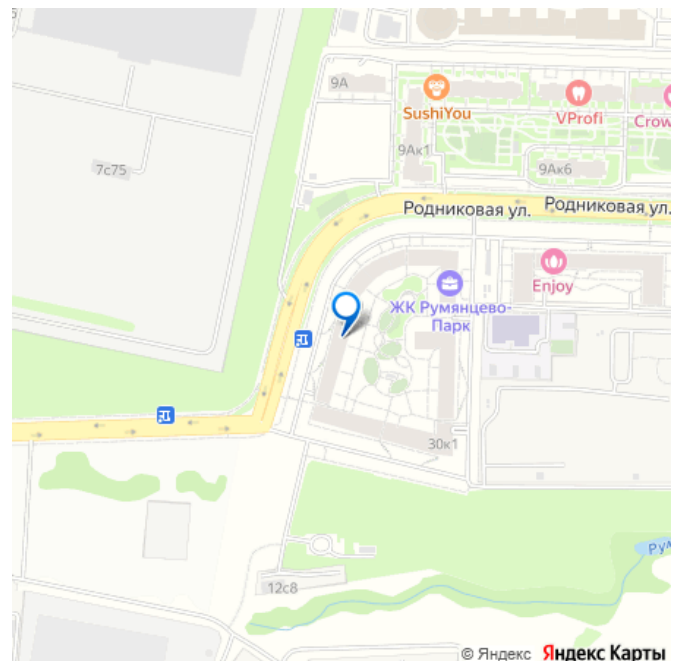 9А
SushiYou
VProfi
Crow
9Ак1
7с75
9Ак6
Родниковая ул.
Родниковая ул.
Enjoy
ЖК Румянцево-
Парк
30к1
Рум
12с8
© Яндекс Яндекс Карты